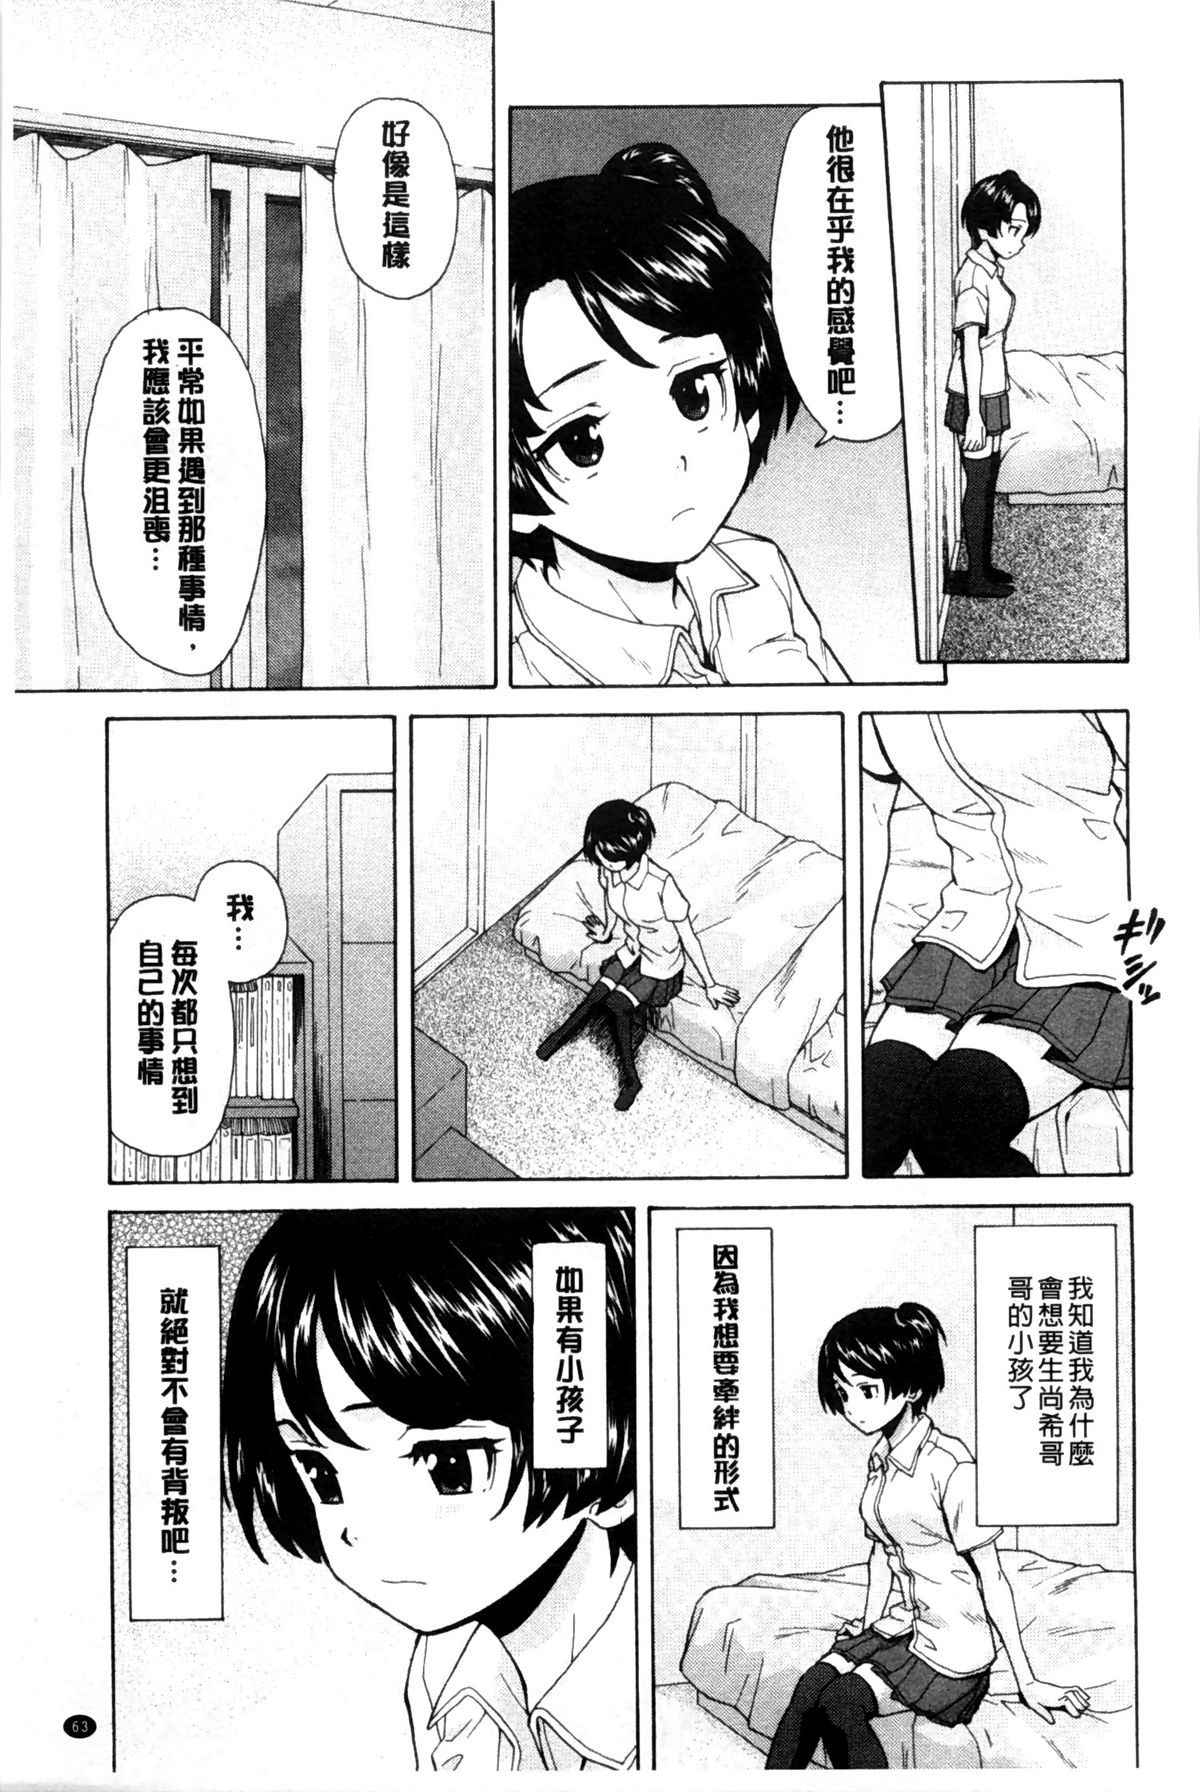 他很在乎我的感覺吧…
好像是這樣
平常如果遇到那種事情，
我應該會更沮喪…
ギシ
ミシッ
我…
每次都只想到
自己的事情
我知道我為什麼
會想要生尚希哥
哥的小孩了
因為我想要牽絆的形式
如果有小孩子
就絕對不會有背叛吧…
63